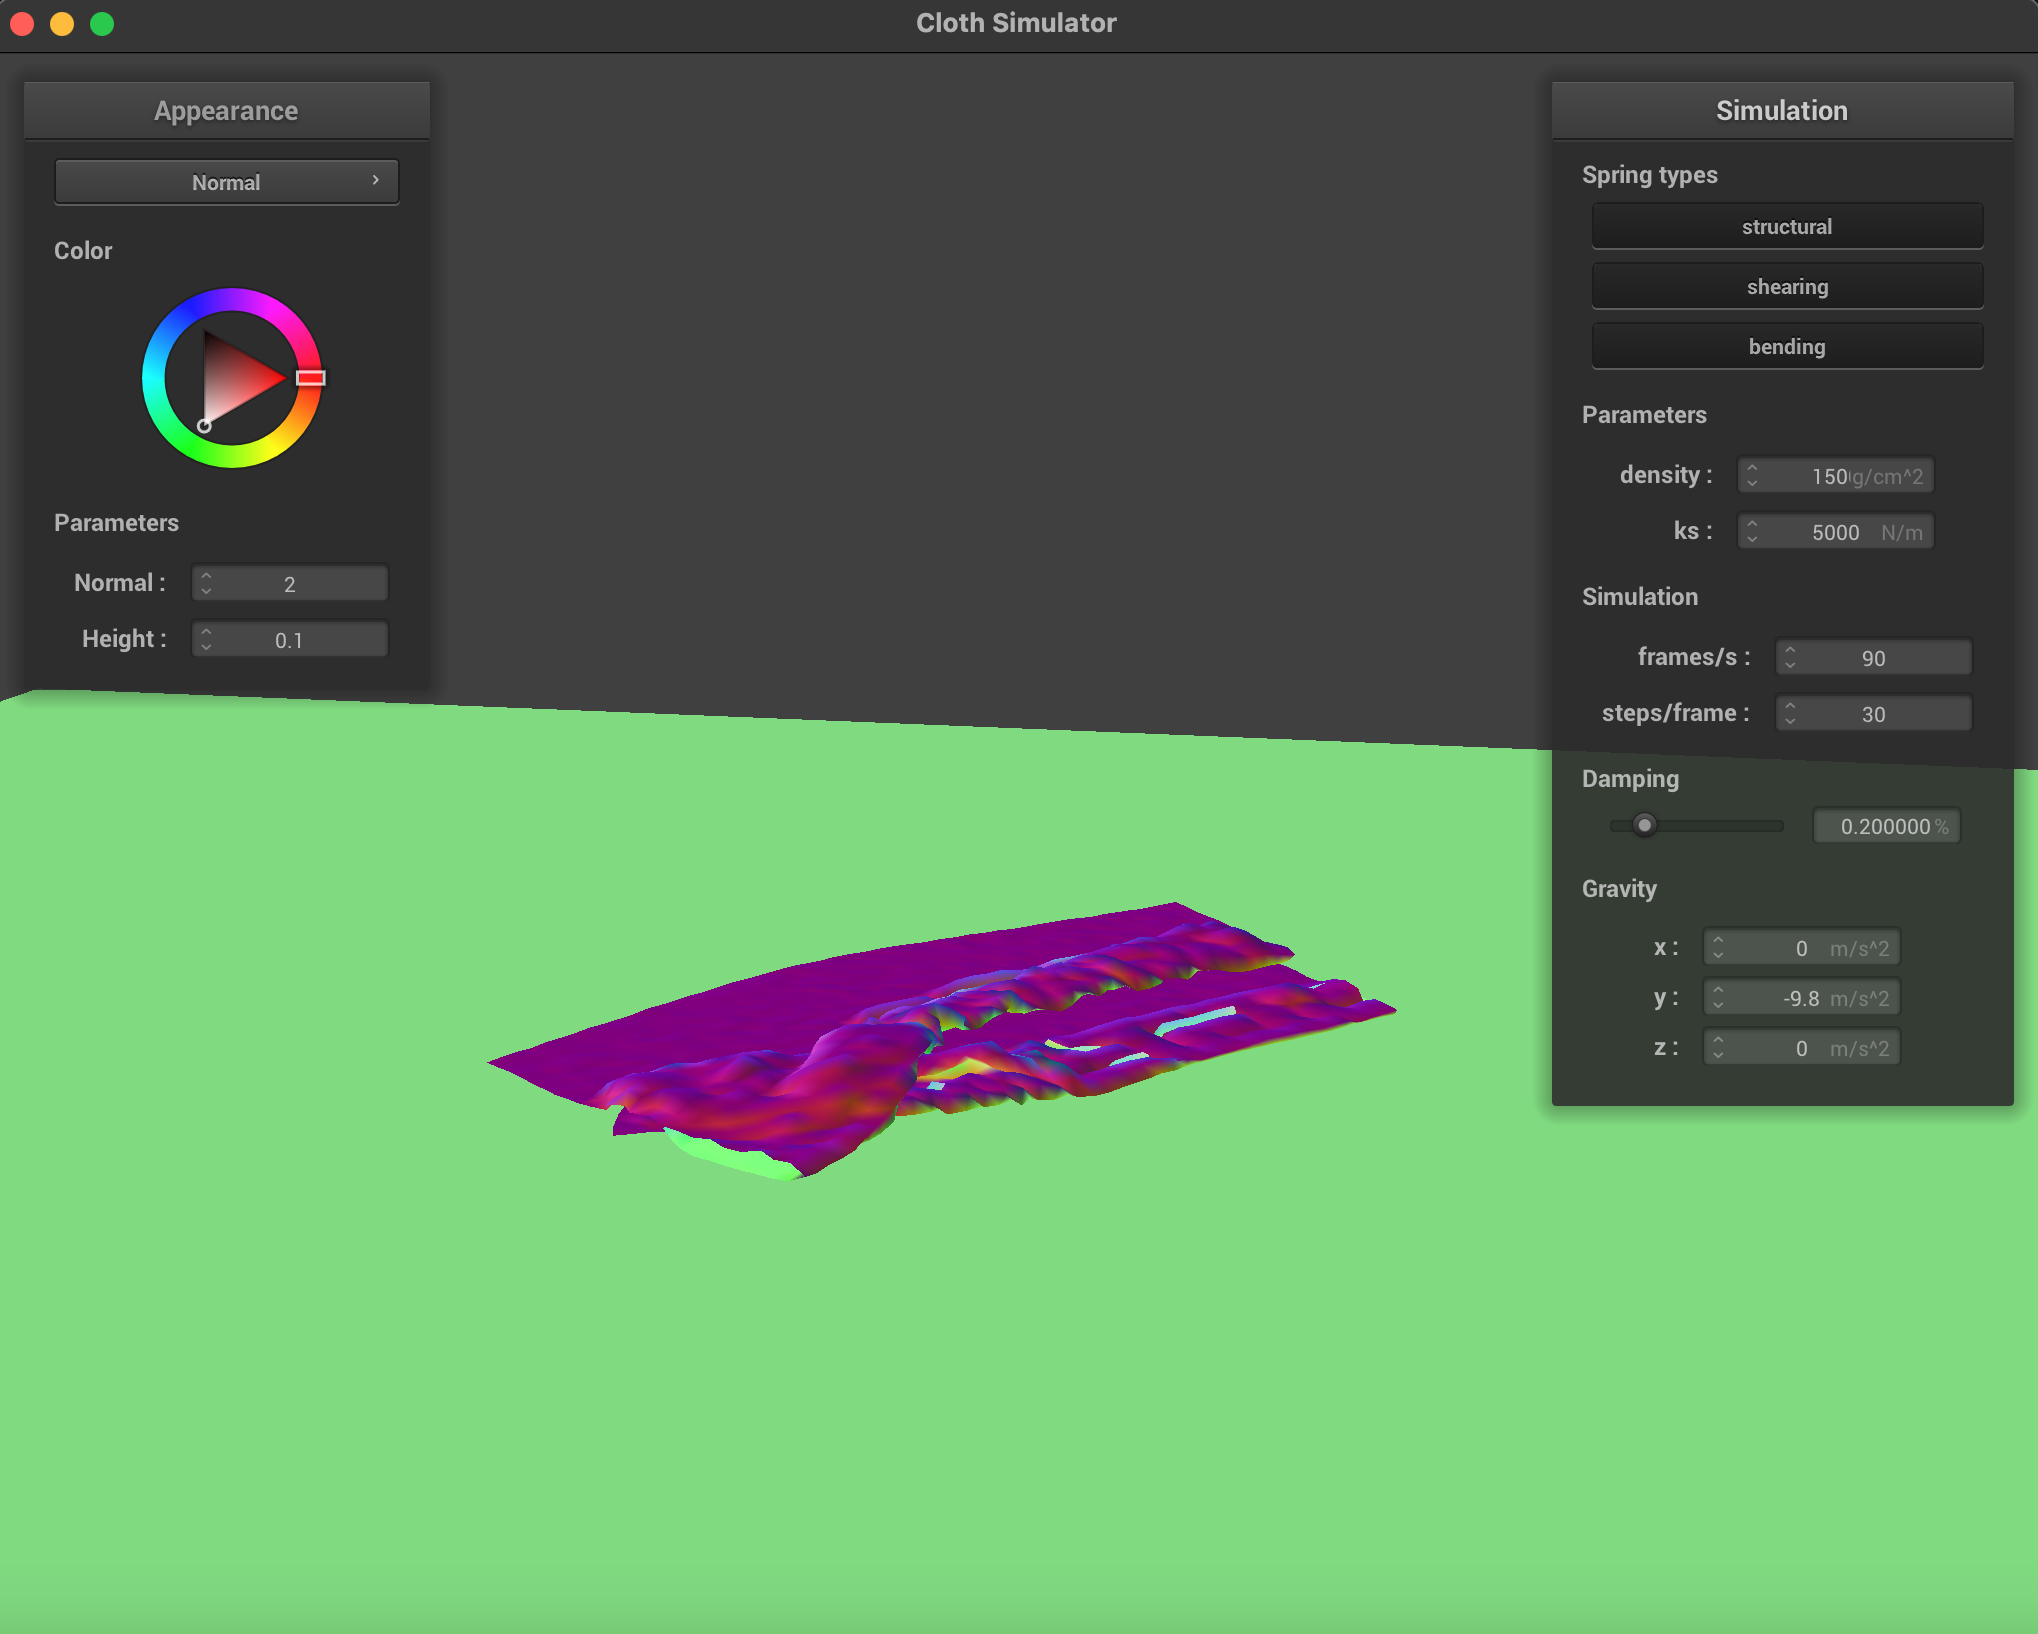 Cloth Simulator
Appearance
Normal
Color
Parameters
Normal :
2
Height :
0.1
Simulation
Spring types
structural
shearing
bending
Parameters
density : 150 g/cm^2
ks : 5000 N/m
Simulation
frames/s : 90
steps/frame : 30
Damping
0.200000 %
Gravity
x : 0 m/s^2
y : -9.8 m/s^2
z : 0 m/s^2